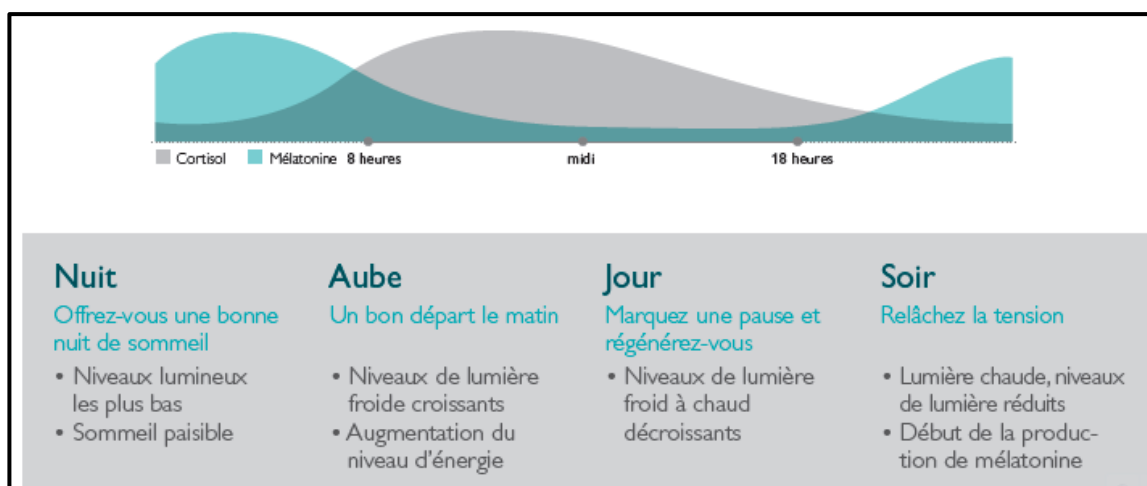 Cortisol Mélatonine 8 heures midi 18 heures
Nuit
Offrez-vous une bonne
nuit de sommeil
• Niveaux lumineux
les plus bas
• Sommeil paisible
Aube
Un bon départ le matin
• Niveaux de lumière
froide croissants
• Augmentation du
niveau d'énergie
Jour
Marquez une pause et
régénérez-vous
• Niveaux de lumière
froid à chaud
décroissants
Soir
Relâchez la tension
• Lumière chaude, niveaux
de lumière réduits
• Début de la produc-
tion de mélatonine